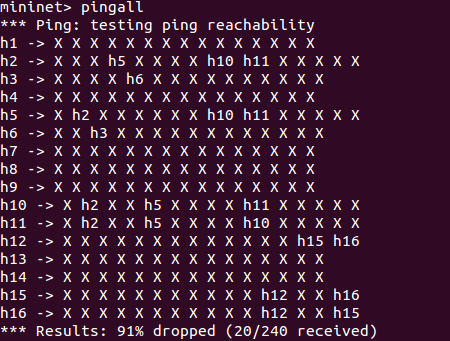 mininet> pingall
*** Ping: testing ping reachability
h1 -> X X X X X X X X X X X X X X X
h2 -> X X X h5 X X X X h10 h11 X X X X X
h3 -> X X X X h6 X X X X X X X X X X
h4 -> X X X X X X X X X X X X X X X
h5 -> X h2 X X X X X X h10 h11 X X X X X
h6 -> X X h3 X X X X X X X X X X X X
h7 -> X X X X X X X X X X X X X X X
h8 -> X X X X X X X X X X X X X X X
h9 -> X X X X X X X X X X X X X X X
h10 -> X h2 X X h5 X X X X h11 X X X X X
h11 -> X h2 X X h5 X X X X h10 X X X X X
h12 -> X X X X X X X X X X X X X h15 h16
h13 -> X X X X X X X X X X X X X X X
h14 -> X X X X X X X X X X X X X X X
h15 -> X X X X X X X X X X X h12 X X h16
h16 -> X X X X X X X X X X X h12 X X h15
*** Results: 91% dropped (20/240 received)